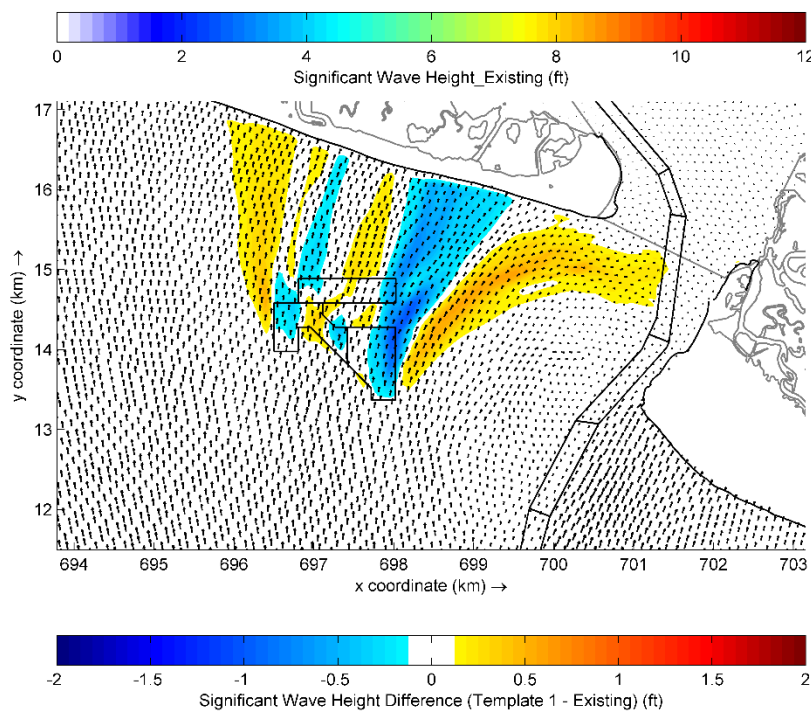 0 2 4 6 8 10 12
Significant Wave Height_Existing (ft)
17
16
15
14
13
12
y coordinate (km) →
694 695 696 697 698 699 700 701 702 703
x coordinate (km) →
-2 -1.5 -1 -0.5 0 0.5 1 1.5 2
Significant Wave Height Difference (Template 1 - Existing) (ft)